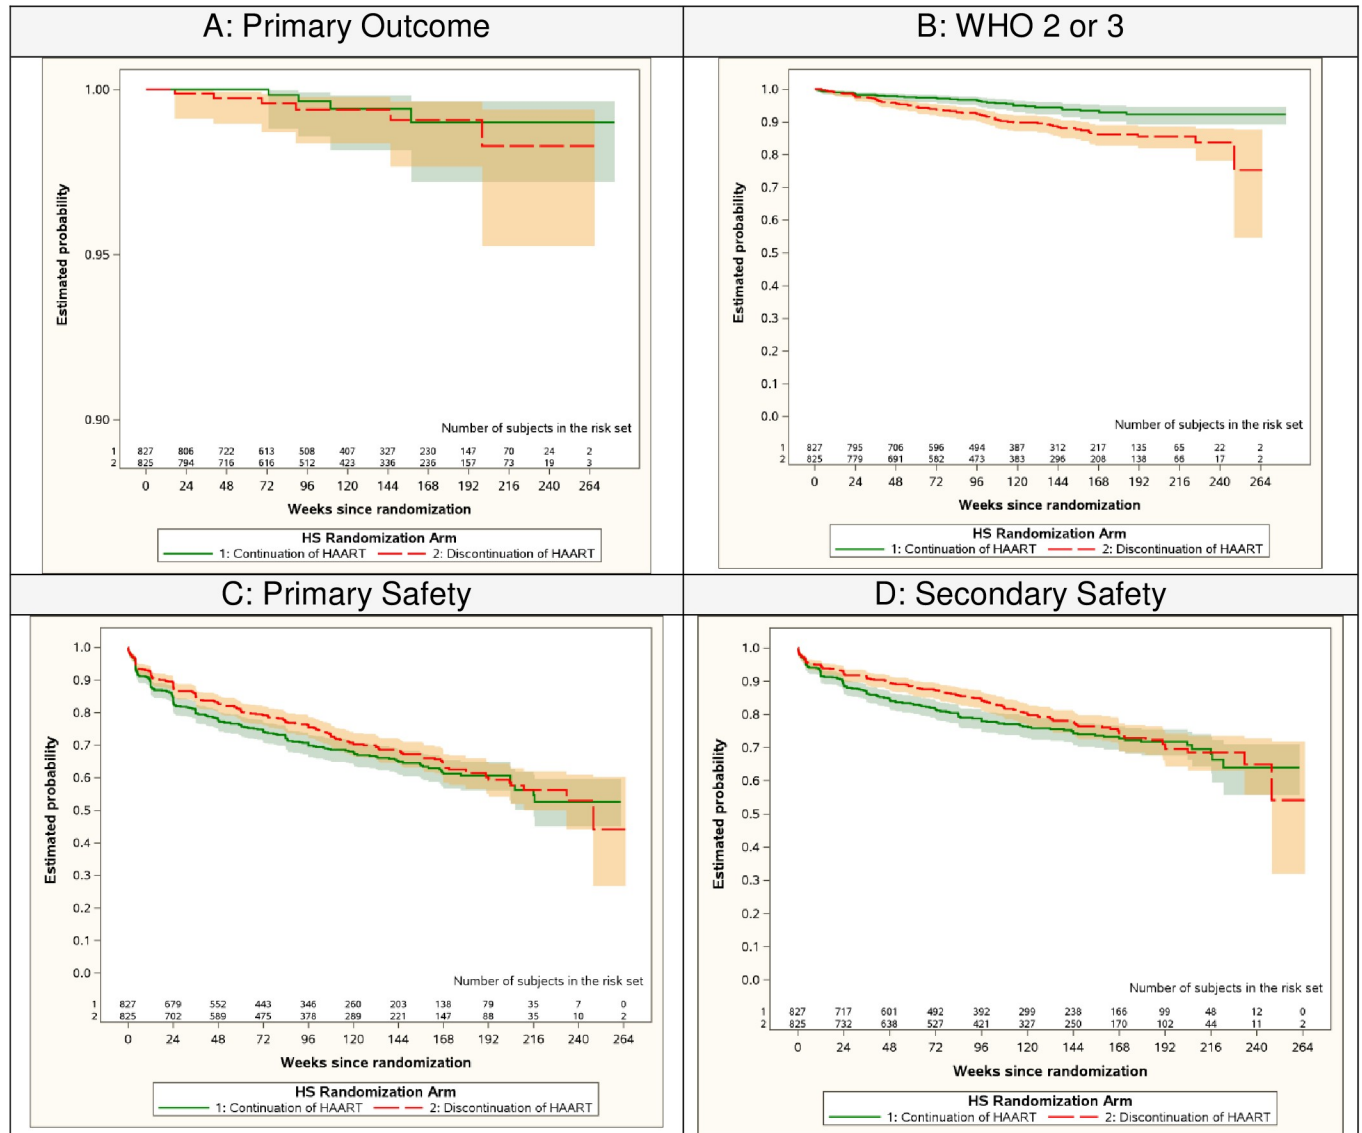 A: Primary Outcome
1.00
0.95
0.90
Estimated probability
Number of subjects in the risk set
1 827 806 722 613 508 407 327 230 147 70 24 2
2 825 794 716 616 512 423 336 236 157 73 19 3
0 24 48 72 96 120 144 168 192 216 240 264
Weeks since randomization
HS Randomization Arm
1: Continuation of HAART 2: Discontinuation of HAART
B: WHO 2 or 3
1.0
0.9
0.8
0.7
0.6
0.5
0.4
0.3
0.2
0.1
0.0
Estimated probability
Number of subjects in the risk set
1 827 795 706 596 494 387 312 217 135 65 22 2
2 825 779 691 582 473 383 296 208 138 66 17 2
0 24 48 72 96 120 144 168 192 216 240 264
Weeks since randomization
HS Randomization Arm
1: Continuation of HAART 2: Discontinuation of HAART
C: Primary Safety
1.0
0.9
0.8
0.7
0.6
0.5
0.4
0.3
0.2
0.1
0.0
Estimated probability
Number of subjects in the risk set
1 827 679 552 443 346 260 203 138 79 35 7 0
2 825 702 589 475 378 289 221 147 88 35 10 2
0 24 48 72 96 120 144 168 192 216 240 264
Weeks since randomization
HS Randomization Arm
1: Continuation of HAART 2: Discontinuation of HAART
D: Secondary Safety
1.0
0.9
0.8
0.7
0.6
0.5
0.4
0.3
0.2
0.1
0.0
Estimated probability
Number of subjects in the risk set
1 827 717 601 492 392 299 238 166 99 48 12 0
2 825 732 638 527 421 327 250 170 102 44 11 2
0 24 48 72 96 120 144 168 192 216 240 264
Weeks since randomization
HS Randomization Arm
1: Continuation of HAART 2: Discontinuation of HAART